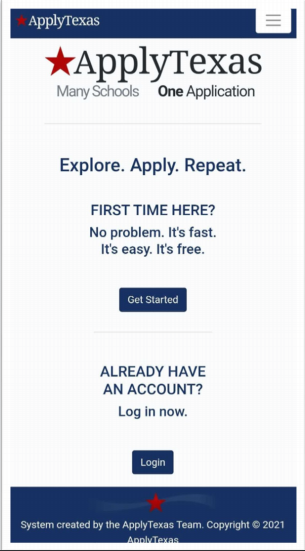 ApplyTexas
ApplyTexas
Many Schools One Application
Explore. Apply. Repeat.
FIRST TIME HERE?
No problem. It's fast.
It's easy. It's free.
Get Started
ALREADY HAVE
AN ACCOUNT?
Log in now.
Login
System created by the ApplyTexas Team. Copyright © 2021
ApplyTexas